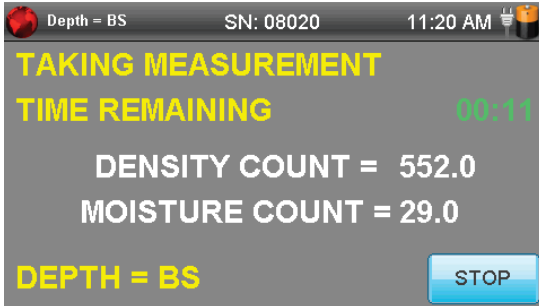 Depth = BS SN: 08020 11:20 AM
TAKING MEASUREMENT
TIME REMAINING 00:11
DENSITY COUNT = 552.0
MOISTURE COUNT = 29.0
DEPTH = BS STOP